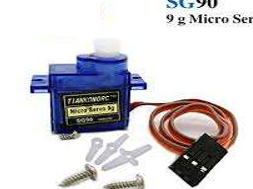 SG90
9 g Micro Ser
TIANKONGRC
Micro Servo 9g
SG90